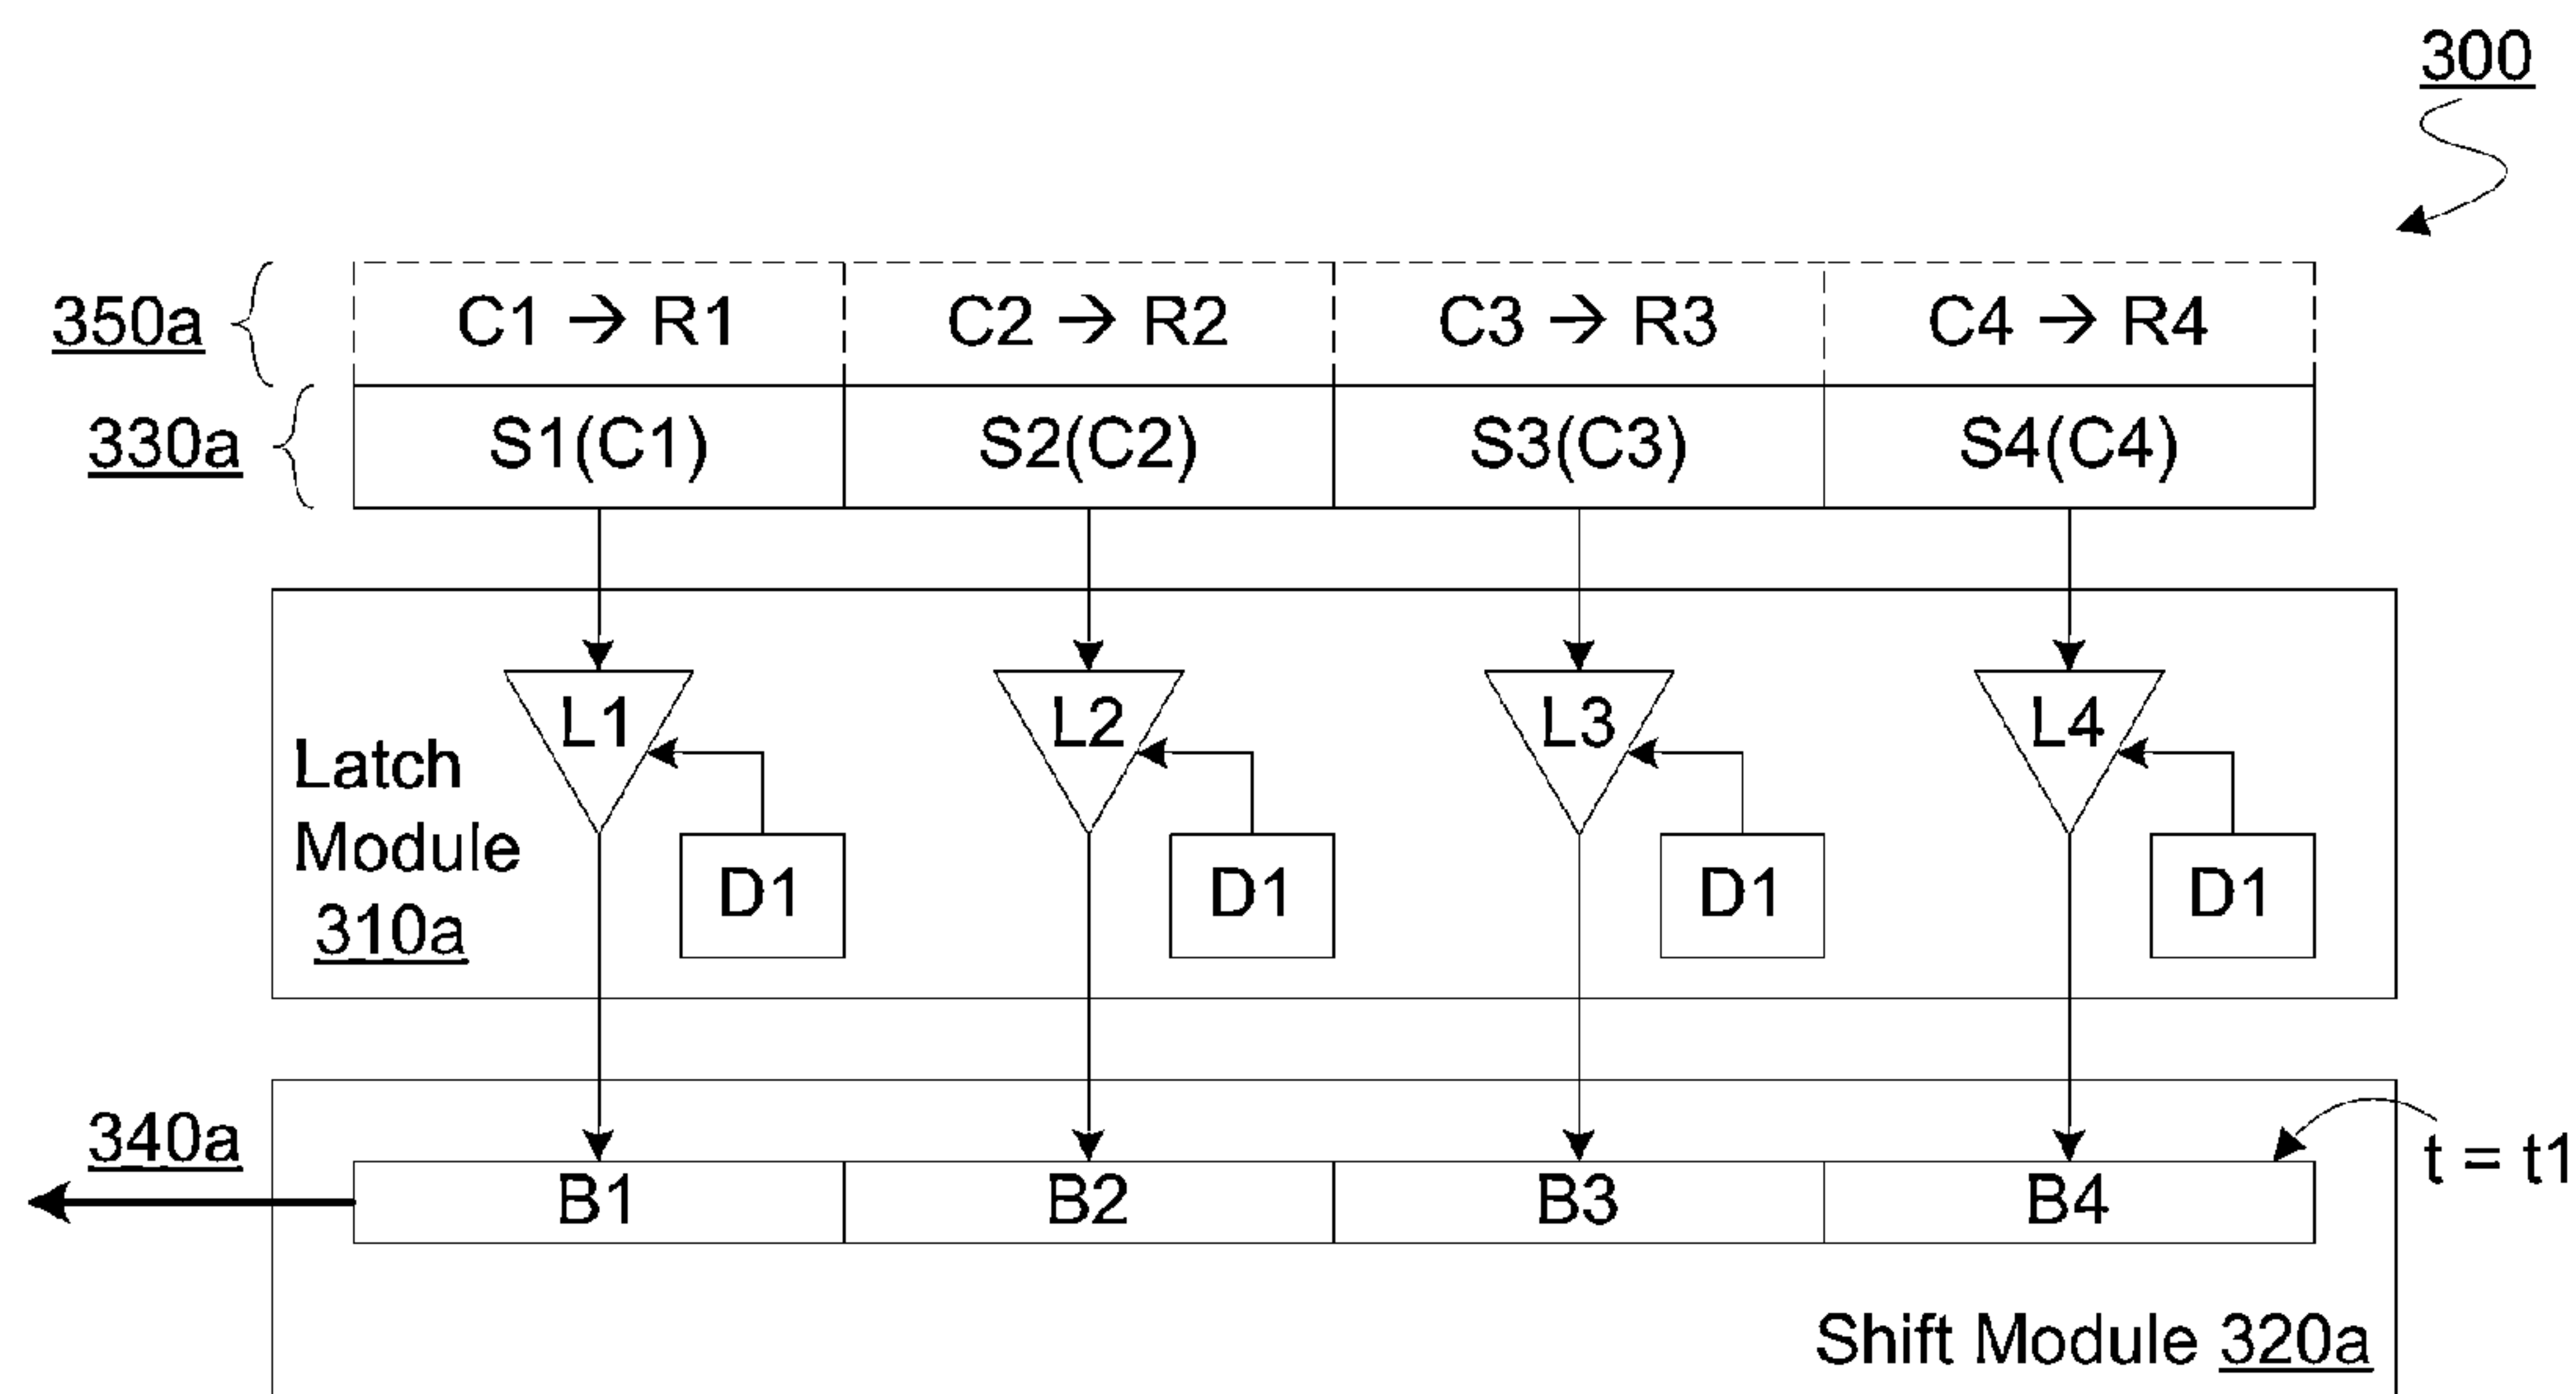 300
350a
C1 → R1
C2 → R2
C3 → R3
C4 → R4
330a
S1(C1)
S2(C2)
S3(C3)
S4(C4)
L1
L2
L3
L4
Latch
Module
310a
D1
D1
D1
D1
340a
B1
B2
B3
B4
t = t1
Shift Module 320a